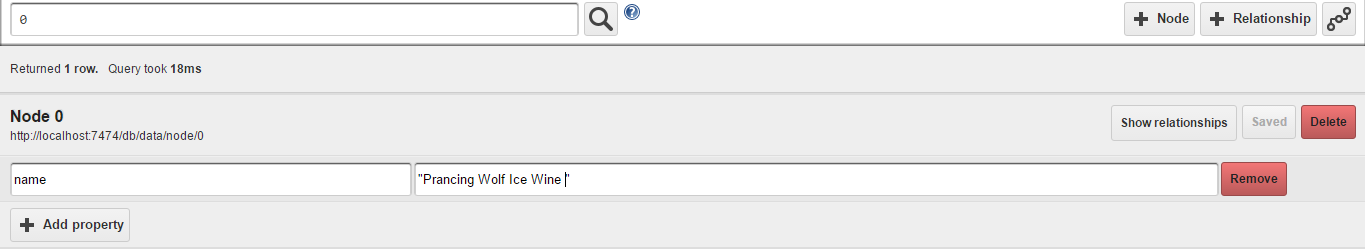 0
Node
Relationship
Returned 1 row. Query took 18ms
Node 0
http://localhost:7474/db/data/node/0
Show relationships
Saved
Delete
name
"Prancing Wolf Ice Wine "
Remove
Add property